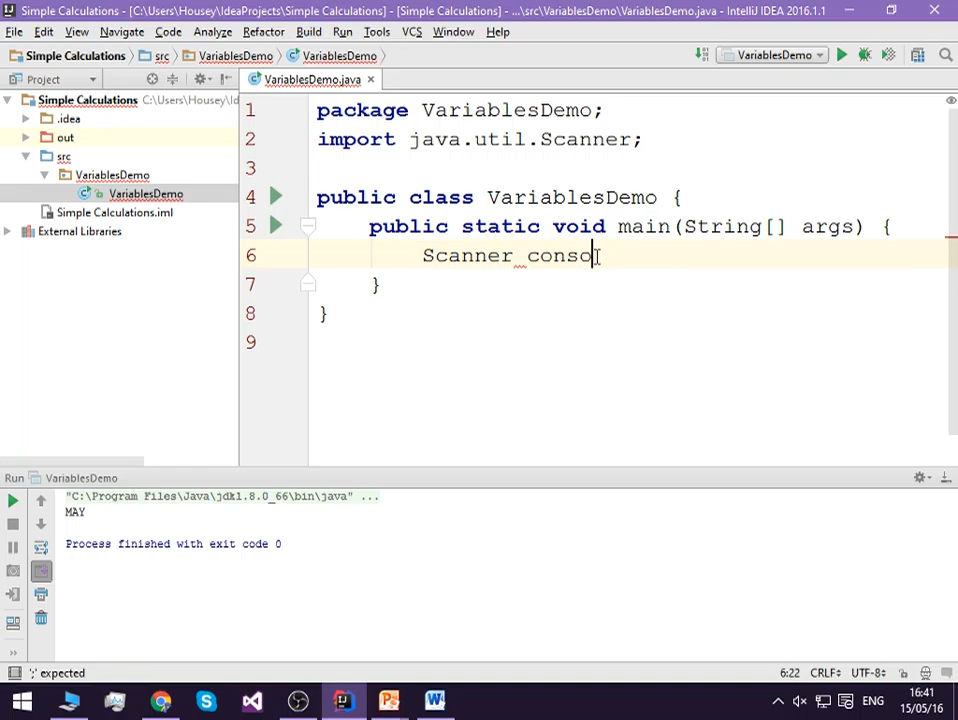 Simple Calculations - [C:\Users\Housey\IdeaProjects\Simple Calculations] - [Simple Calculations] - ...\src\VariablesDemo\VariablesDemo.java - IntelliJ IDEA 2016.1.1
File Edit View Navigate Code Analyze Refactor Build Run Tools VCS Window Help
Simple Calculations src VariablesDemo VariablesDemo VariablesDemo
Project VariablesDemo.java
Simple Calculations C:\Users\Housey\Id
.idea
out
src
VariablesDemo
VariablesDemo
Simple Calculations.iml
External Libraries
1 package VariablesDemo;
2 import java.util.Scanner;
3
4 public class VariablesDemo {
5 public static void main(String[] args) {
6 Scanner conso
7 }
8 }
9
Run VariablesDemo
"C:\Program Files\Java\jdk1.8.0_66\bin\java" ...
MAY
Process finished with exit code 0
';' expected 6:22 CRLF÷ UTF-8÷
ENG 16:41
15/05/16